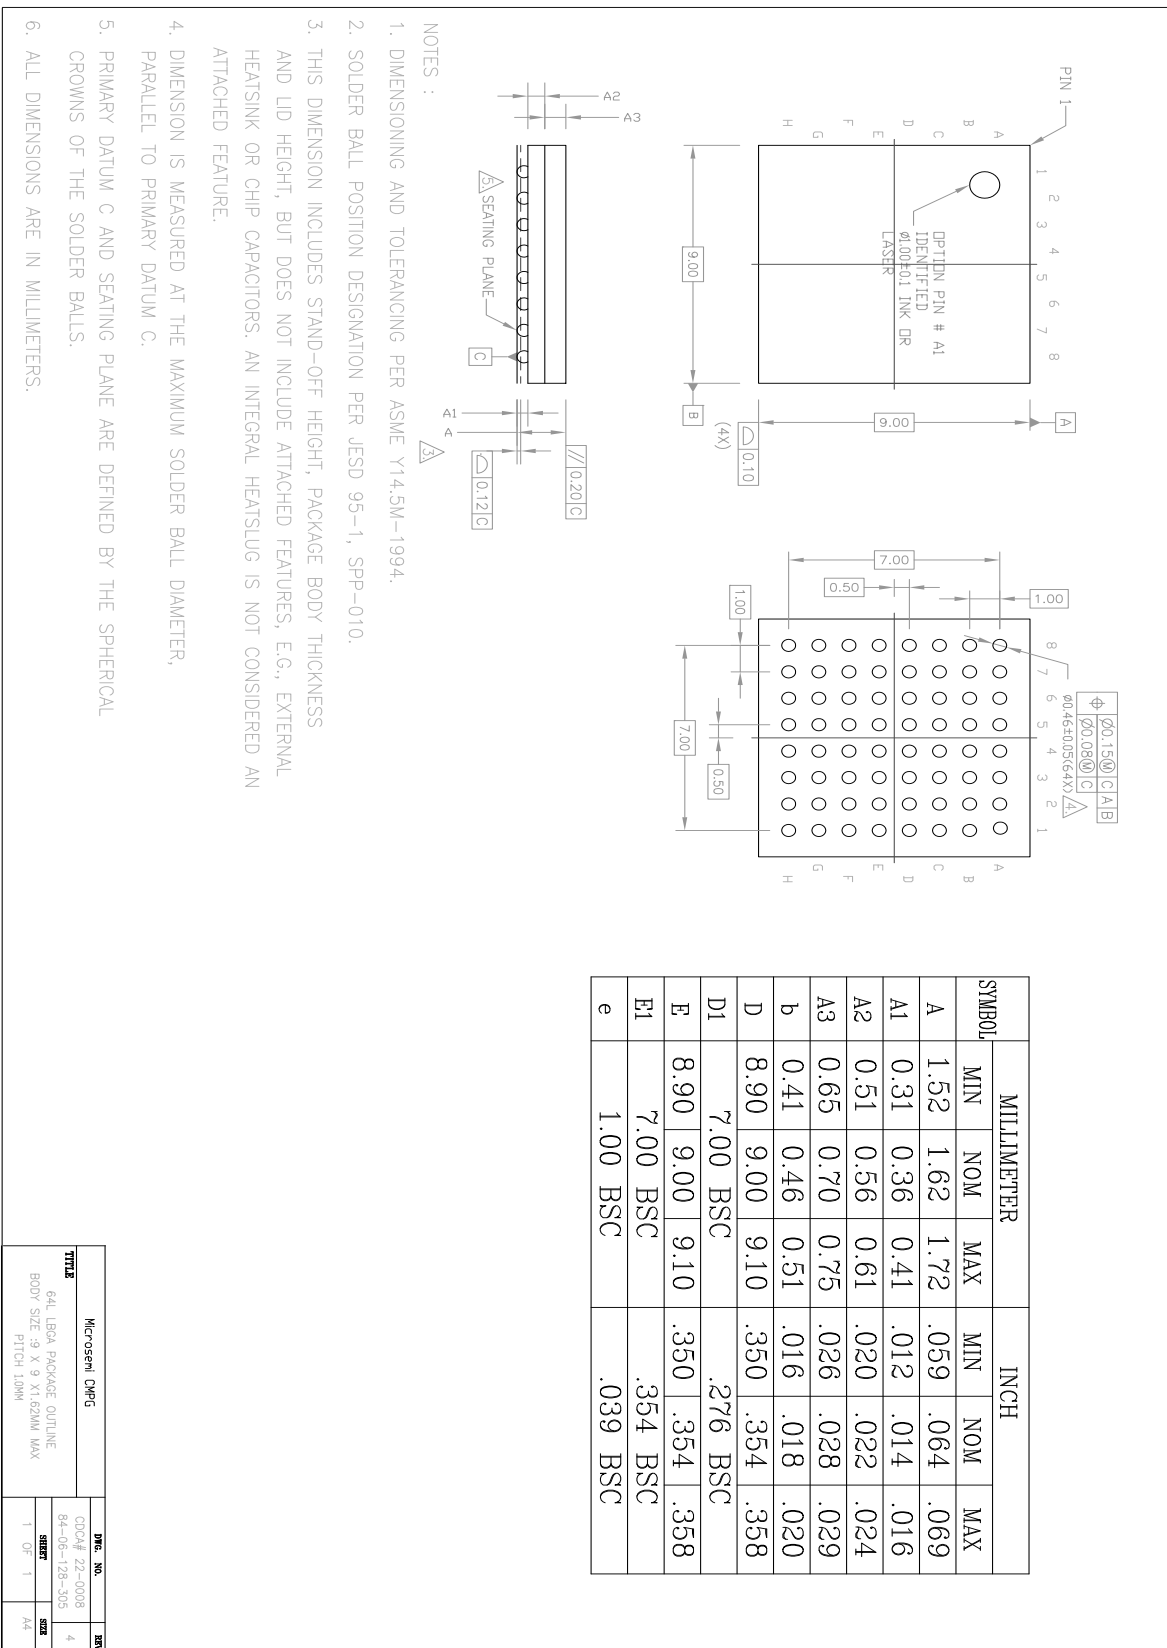 PIN 1
A B C D E F G H
1 2 3 4 5 6 7 8
OPTION PIN # A1
IDENTIFIED
ø1.00±0.1 INK OR
LASER
9.00
A
9.00
B
0.10
(4X)
7.00
0.50
1.00
1.00
7.00
0.50
8 7 6 5 4 3 2 1
A B C D E F G H
Ø0.15Ⓜ C A B
Ø0.08Ⓜ C
ø0.46±0.05(64X) 4.
A2
A3
5. SEATING PLANE
C
A1
A
3.
// 0.20 C
0.12 C
SYMBOL MILLIMETER INCH
MIN NOM MAX MIN NOM MAX
A 1.52 1.62 1.72 .059 .064 .069
A1 0.31 0.36 0.41 .012 .014 .016
A2 0.51 0.56 0.61 .020 .022 .024
A3 0.65 0.70 0.75 .026 .028 .029
b 0.41 0.46 0.51 .016 .018 .020
D 8.90 9.00 9.10 .350 .354 .358
D1 7.00 BSC .276 BSC
E 8.90 9.00 9.10 .350 .354 .358
E1 7.00 BSC .354 BSC
e 1.00 BSC .039 BSC
NOTES :
1. DIMENSIONING AND TOLERANCING PER ASME Y14.5M-1994.
2. SOLDER BALL POSITION DESIGNATION PER JESD 95-1, SPP-010.
3. THIS DIMENSION INCLUDES STAND-OFF HEIGHT, PACKAGE BODY THICKNESS
AND LID HEIGHT, BUT DOES NOT INCLUDE ATTACHED FEATURES, E.G., EXTERNAL
HEATSINK OR CHIP CAPACITORS. AN INTEGRAL HEATSLUG IS NOT CONSIDERED AN
ATTACHED FEATURE.
4. DIMENSION IS MEASURED AT THE MAXIMUM SOLDER BALL DIAMETER,
PARALLEL TO PRIMARY DATUM C.
5. PRIMARY DATUM C AND SEATING PLANE ARE DEFINED BY THE SPHERICAL
CROWNS OF THE SOLDER BALLS.
6. ALL DIMENSIONS ARE IN MILLIMETERS.
Microsemi CMPG
TITLE
64L LBGA PACKAGE OUTLINE
BODY SIZE :9 X 9 X1.62MM MAX
PITCH 1.0MM
DWG. NO.
CDCA# 22-0008
84-06-128-305
REV
4
SHEET
1 OF 1
SIZE
A4